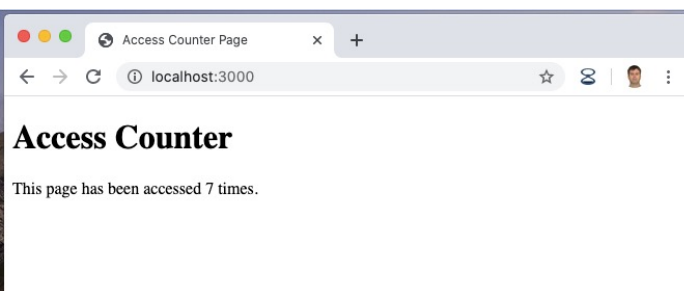 Access Counter Page
localhost:3000
Access Counter
This page has been accessed 7 times.